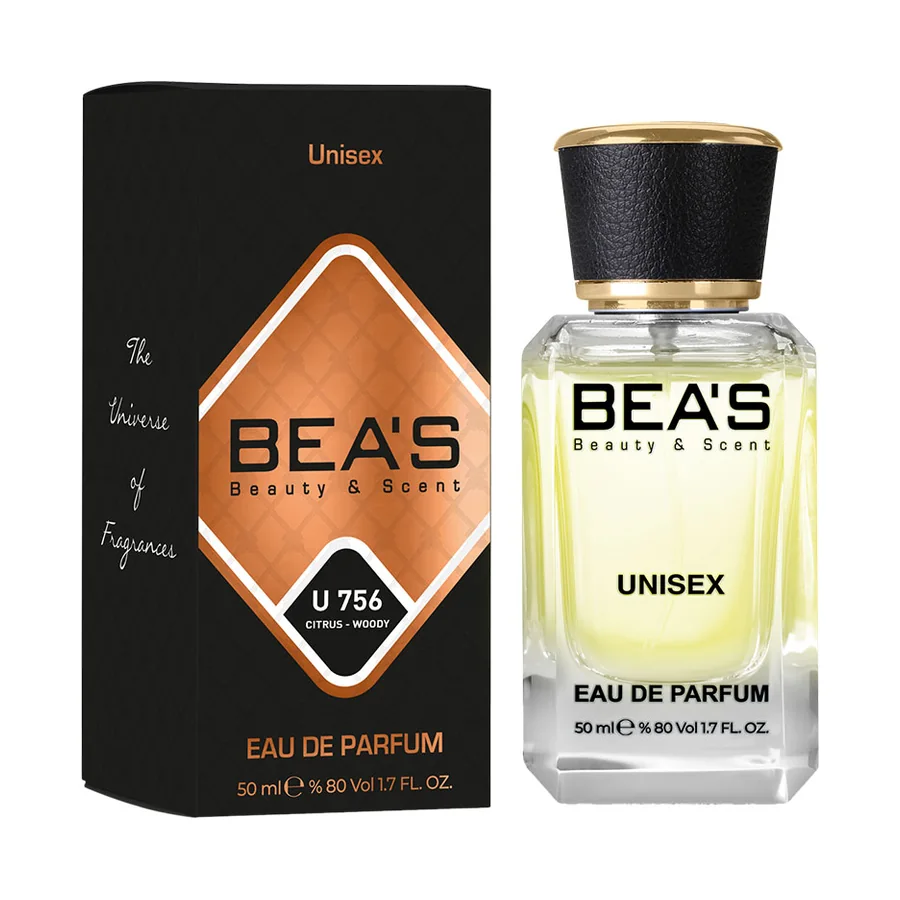 Unisex
The
Universe
of
Fragrances
BEA'S
Beauty & Scent
U 756
CITRUS - WOODY
EAU DE PARFUM
50 ml ℮ % 80 Vol 1.7 FL. OZ.
BEA'S
Beauty & Scent
UNISEX
EAU DE PARFUM
50 ml ℮ % 80 Vol 1.7 FL. OZ.